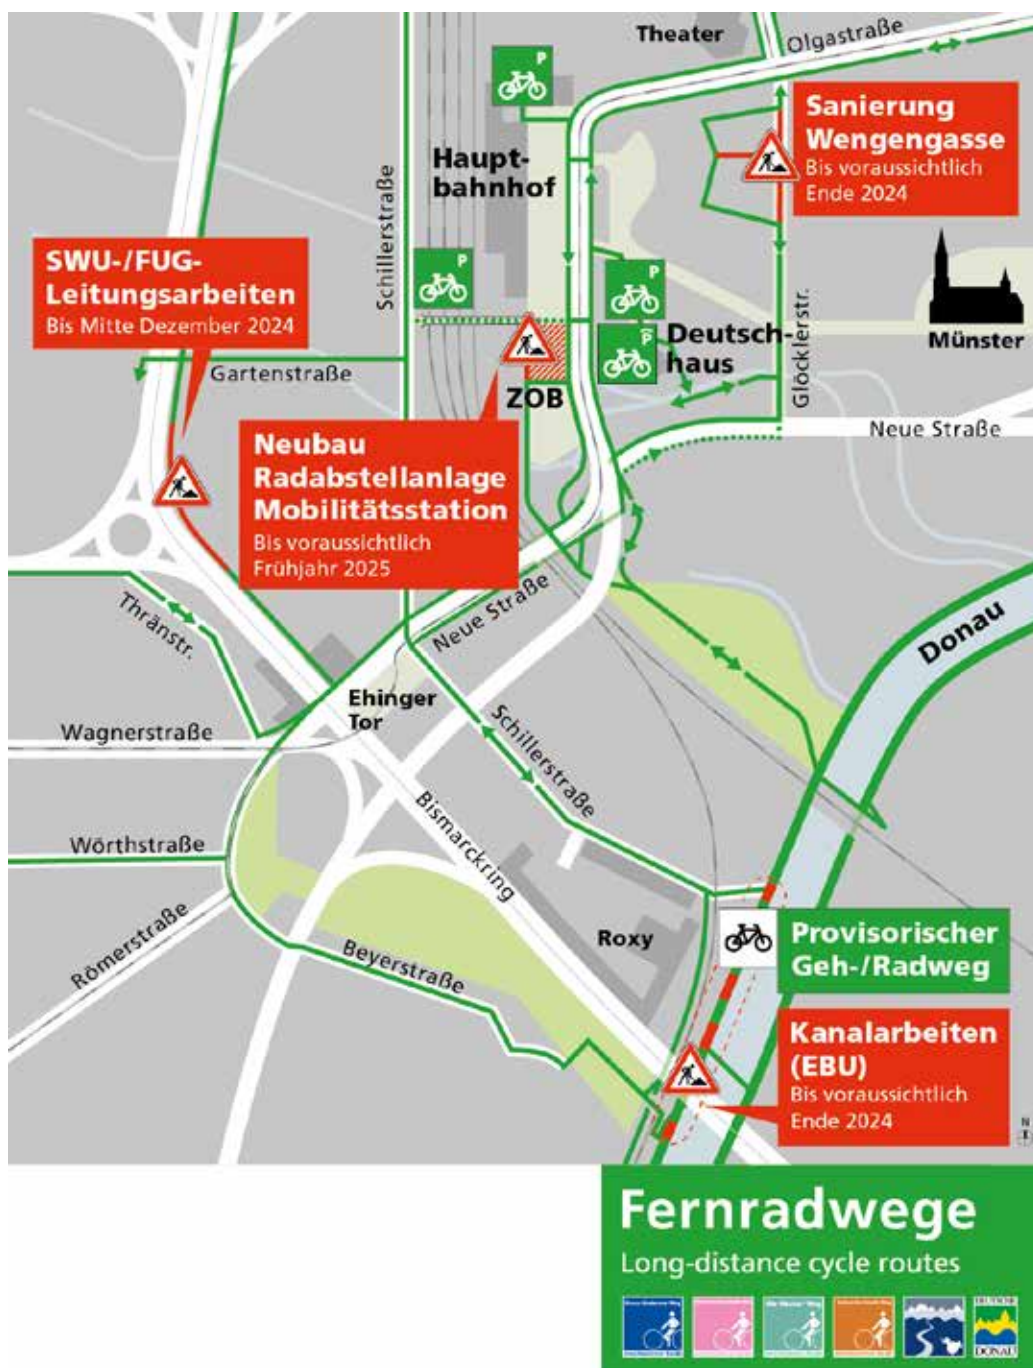 Theater
Olgastraße
P
Sanierung
Wengengasse
Bis voraussichtlich
Ende 2024
Haupt-
bahnhof
Schillerstraße
SWU-/FUG-
Leitungsarbeiten
Bis Mitte Dezember 2024
P
P
P
Deutsch-
haus
Glöcklerstr.
Münster
Gartenstraße
ZOB
Neue Straße
Neubau
Radabstellanlage
Mobilitätsstation
Bis voraussichtlich
Frühjahr 2025
Thränstr.
Neue Straße
Donau
Ehinger
Tor
Wagnerstraße
Schillerstraße
Wörthstraße
Bismarckring
Römerstraße
Beyerstraße
Roxy
Provisorischer
Geh-/Radweg
Kanalarbeiten
(EBU)
Bis voraussichtlich
Ende 2024
N
Fernradwege
Long-distance cycle routes
DONAU